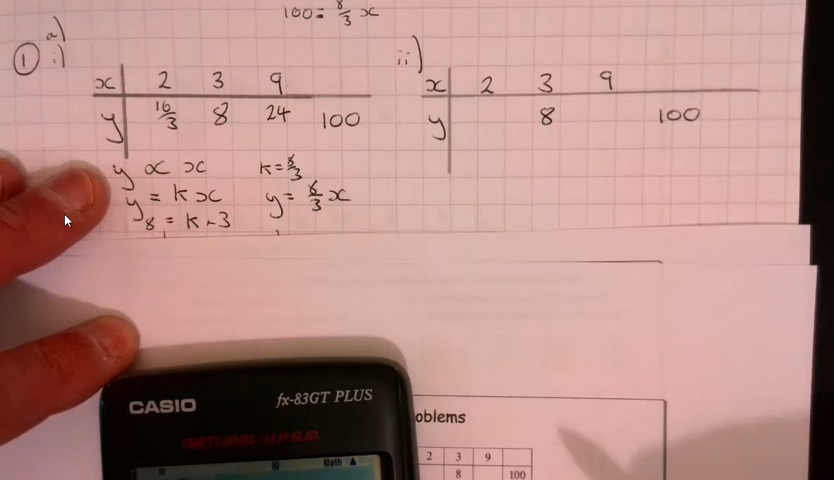 100 = 8/3 x
① a)
i)
x 2 3 9
y 16/3 8 24 100
y ∝ x k = 8/3
y = kx y = 8/3 x
8 = k × 3
ii)
x 2 3 9
y 8 100
CASIO fx-83GT PLUS
NATURAL-V.P.A.M.
Math ▲
oblems
2 3 9
8 100